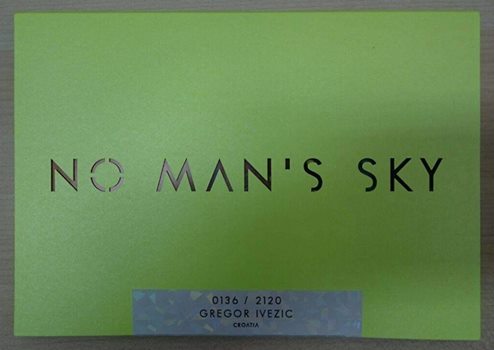 NO MAN'S SKY
0136 / 2120
GREGOR IVEZIC
CROATIA